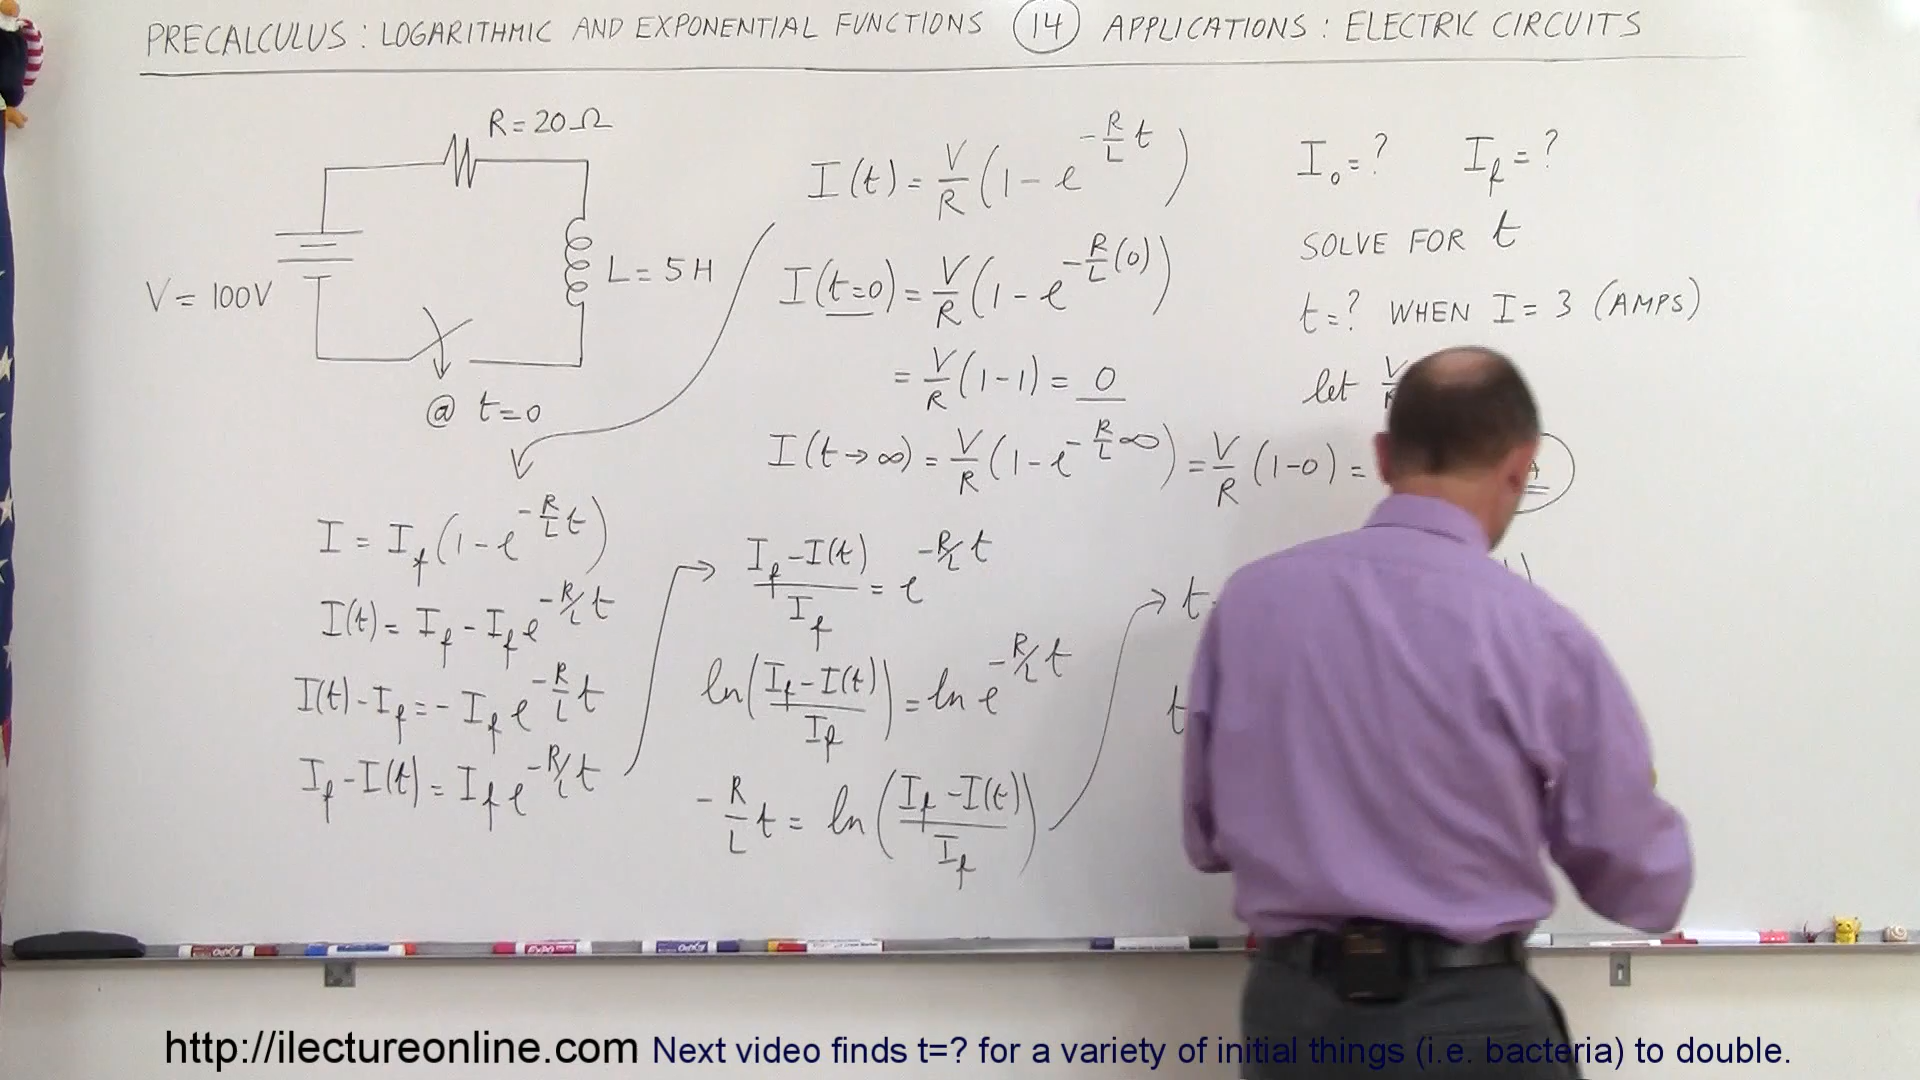 PRECALCULUS: LOGARITHMIC AND EXPONENTIAL FUNCTIONS (14) APPLICATIONS: ELECTRIC CIRCUITS
R = 20 Ω
V = 100V
L = 5 H
@ t=0
I = I_f (1 - e^(-R/L t))
I(t) = I_f - I_f e^(-R/L t)
I(t) - I_f = - I_f e^(-R/L t)
I_f - I(t) = I_f e^(-R/L t)
I(t) = V/R (1 - e^(-R/L t))
I(t=0) = V/R (1 - e^(-R/L (0)))
= V/R (1-1) = 0
I(t→∞) = V/R (1 - e^(-R/L ∞)) = V/R (1-0) =
(I_f - I(t))/I_f = e^(-R/L t)
ln((I_f - I(t))/I_f) = ln e^(-R/L t)
- R/L t = ln((I_f - I(t))/I_f)
I_0 = ? I_f = ?
SOLVE FOR t
t = ? WHEN I = 3 (AMPS)
let V/R
t
t
EXPO
http://ilectureonline.com Next video finds t=? for a variety of initial things (i.e. bacteria) to double.